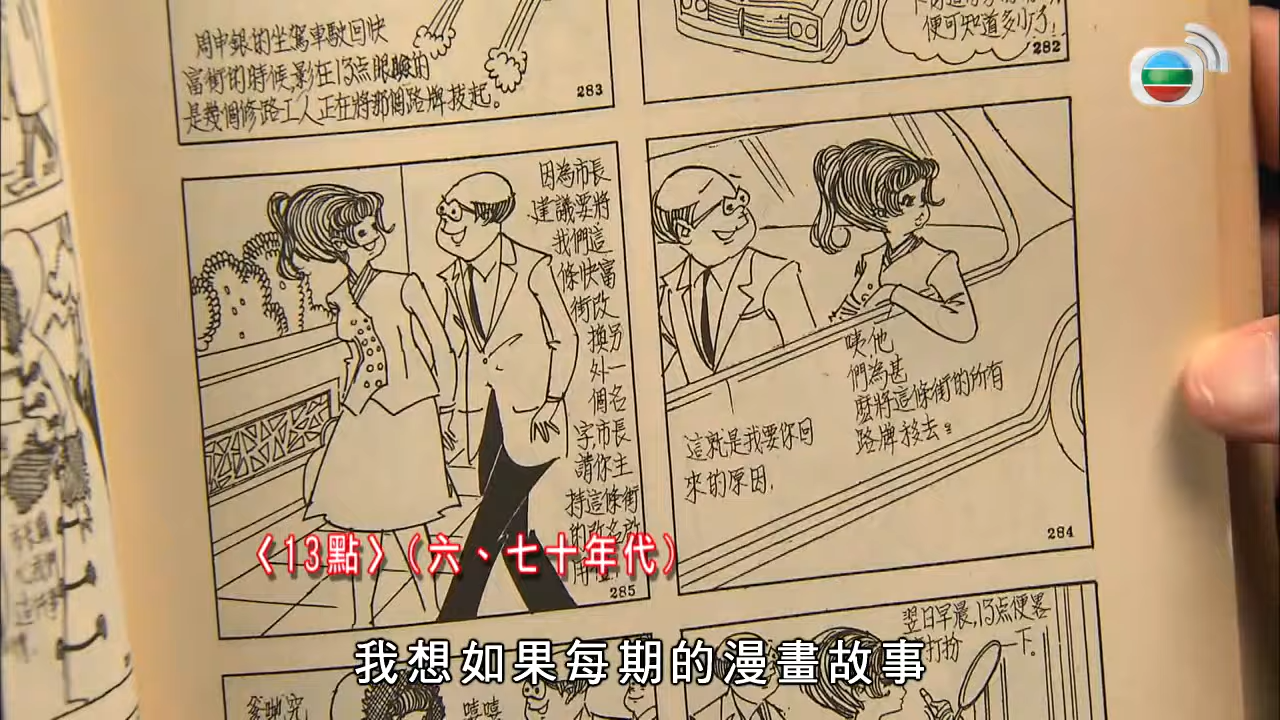 便可知道多少了!
282
周申銀的坐駕車駛回快
富街的時候,影在13点眼瞼的
是幾個修路工人正在將那個路牌拔起。
283
咦,他
們為甚
麼將這條街的所有
路牌移去。
這就是我要你回
來的原因,
284
因為市長
建議要將
我們這
條快富
街改
換另
外一
個名
字市長
請你主
持這條街
的改名啟
用禮!
285
〈13點〉(六、七十年代)
翌日早晨,13点便畧
打扮
一下。
嘻嘻
我想如果每期的漫畫故事